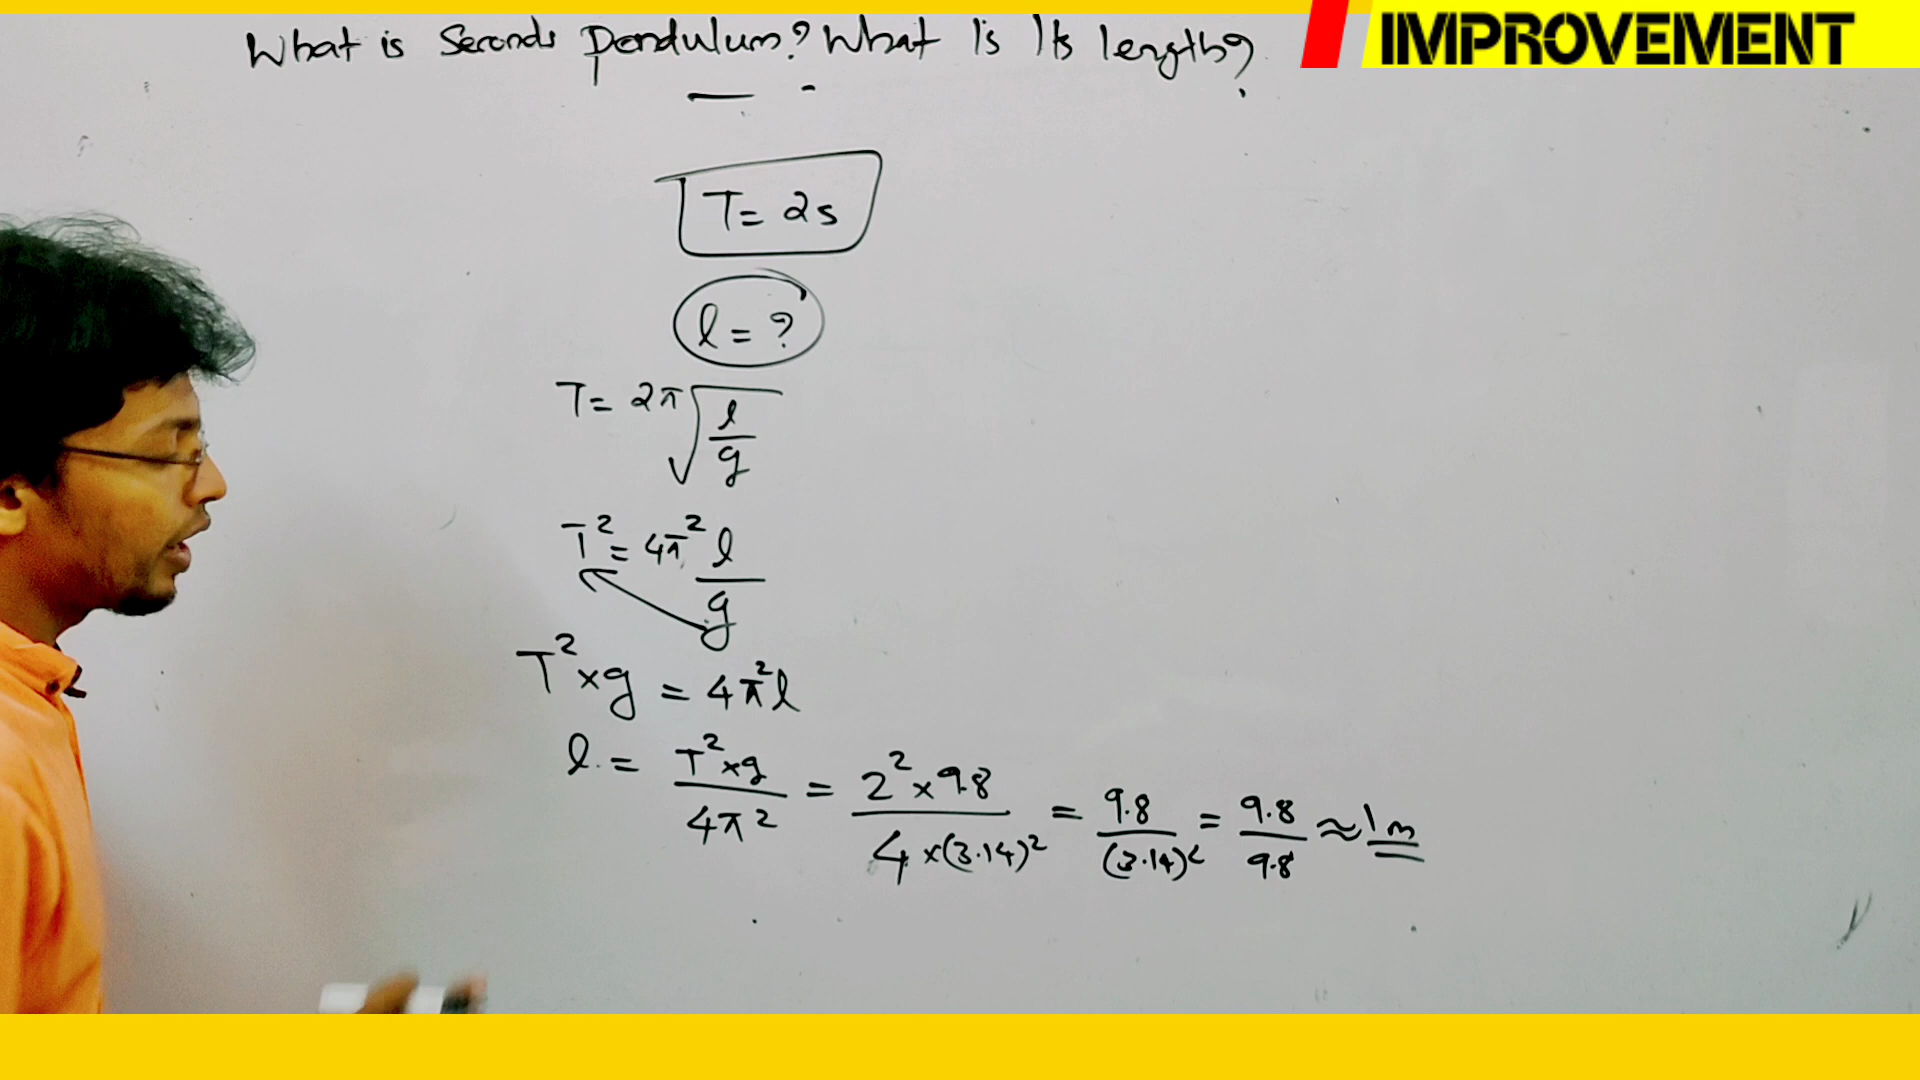 What is Seconds Pendulum? What Is Its length?
IMPROVEMENT
T = 2s
l = ?
T = 2π√(l/g)
T² = 4π² l/g
T² × g = 4π² l
l = T² × g / 4π² = 2² × 9.8 / 4 × (3.14)² = 9.8 / (3.14)² = 9.8 / 9.8 ≈ 1m